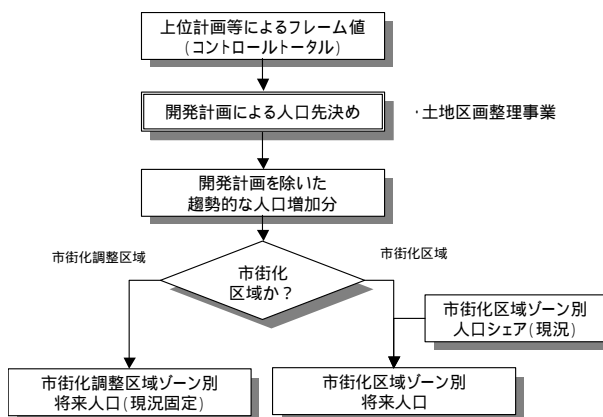 上位計画等によるフレーム値
(コントロールトータル)
開発計画による人口先決め
・土地区画整理事業
開発計画を除いた
趨勢的な人口増加分
市街化調整区域
市街化区域
市街化
区域か？
市街化区域ゾーン別
人口シェア(現況)
市街化調整区域ゾーン別
将来人口(現況固定)
市街化区域ゾーン別
将来人口